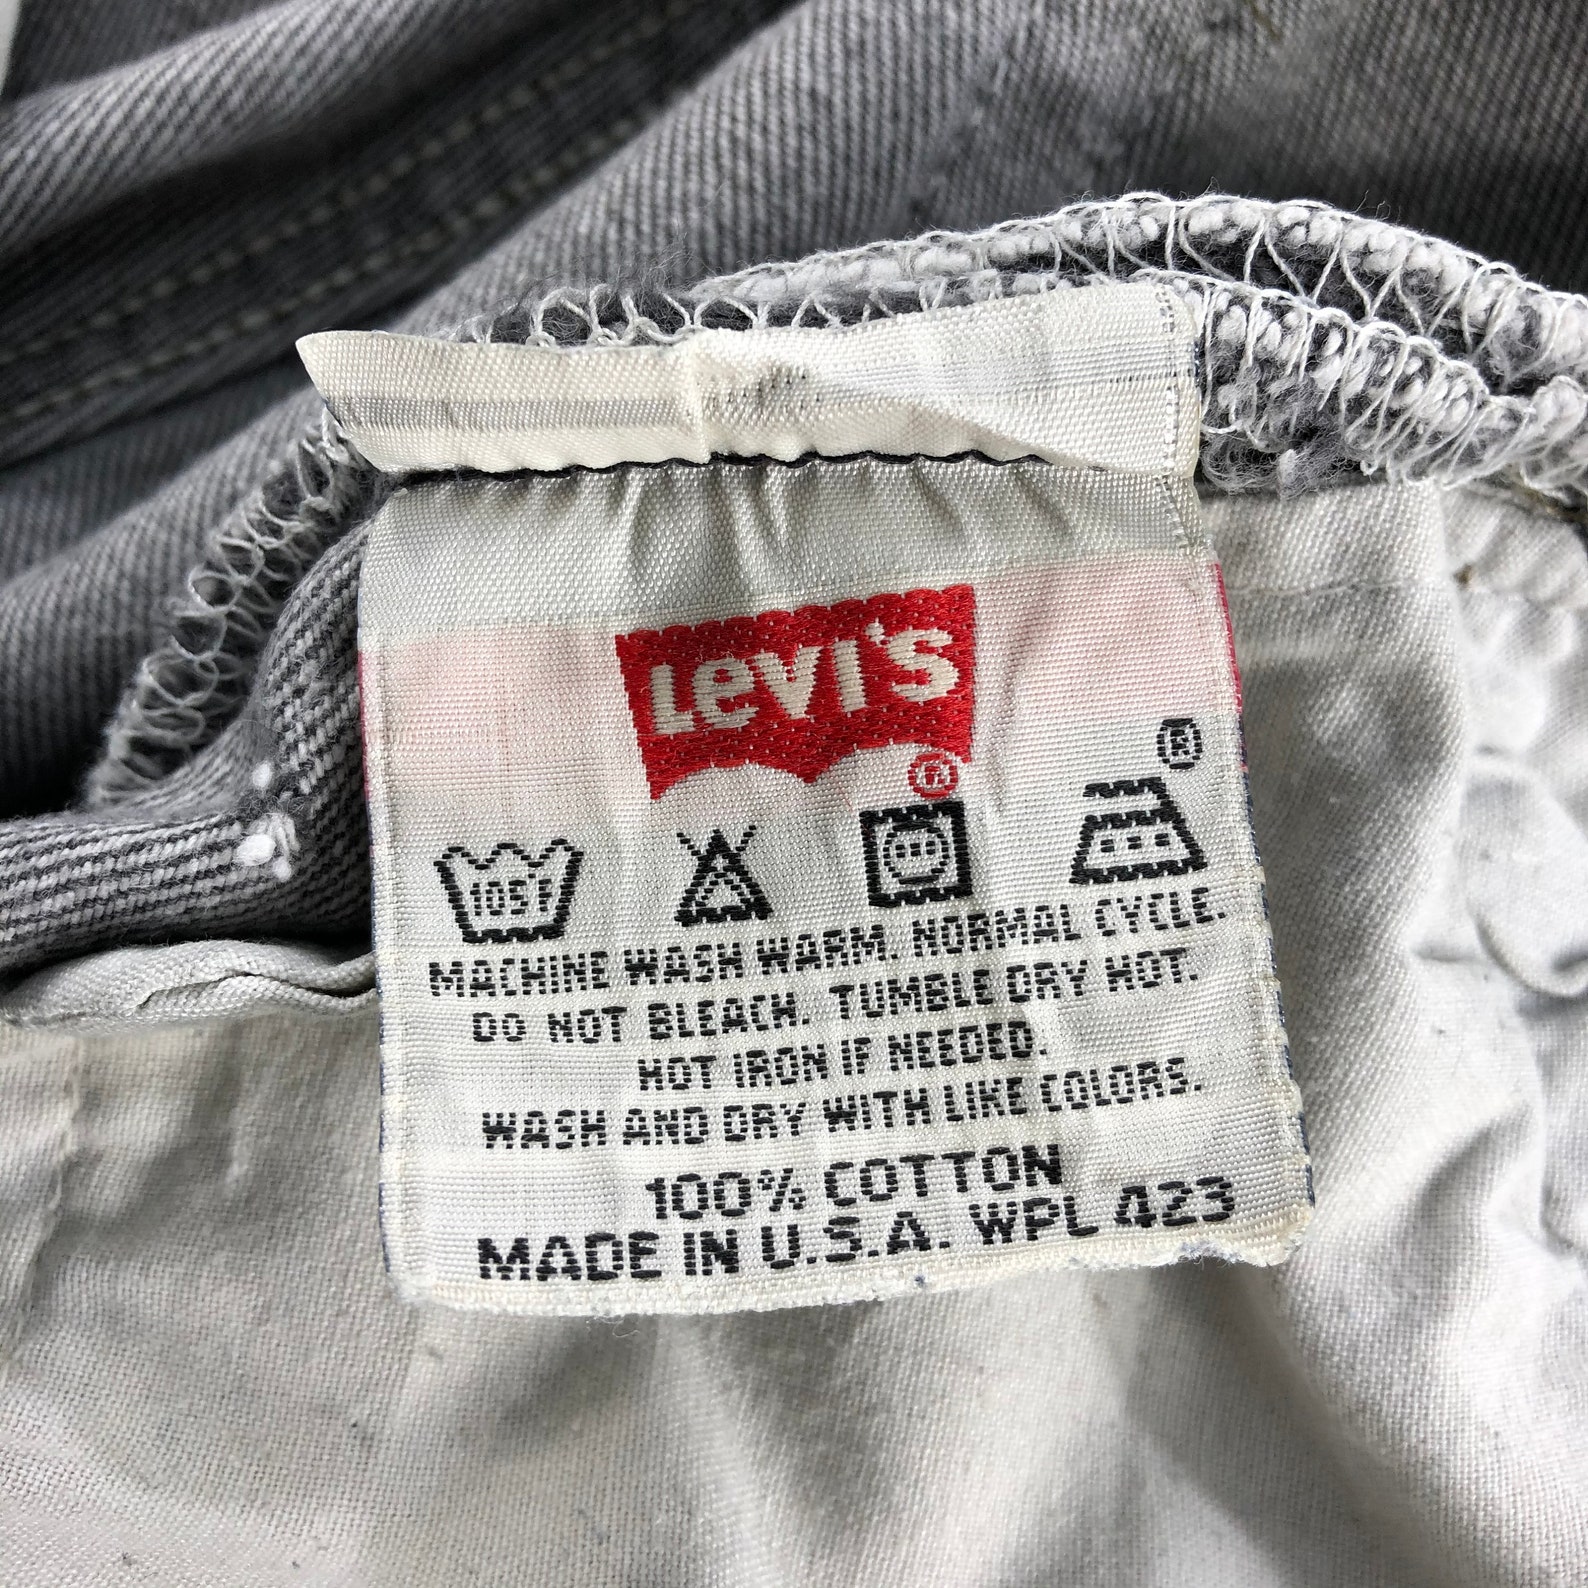 Levi's
®
®
105°F
MACHINE WASH WARM. NORMAL CYCLE.
DO NOT BLEACH. TUMBLE DRY HOT.
HOT IRON IF NEEDED.
WASH AND DRY WITH LIKE COLORS.
100% COTTON
MADE IN U.S.A. WPL 423